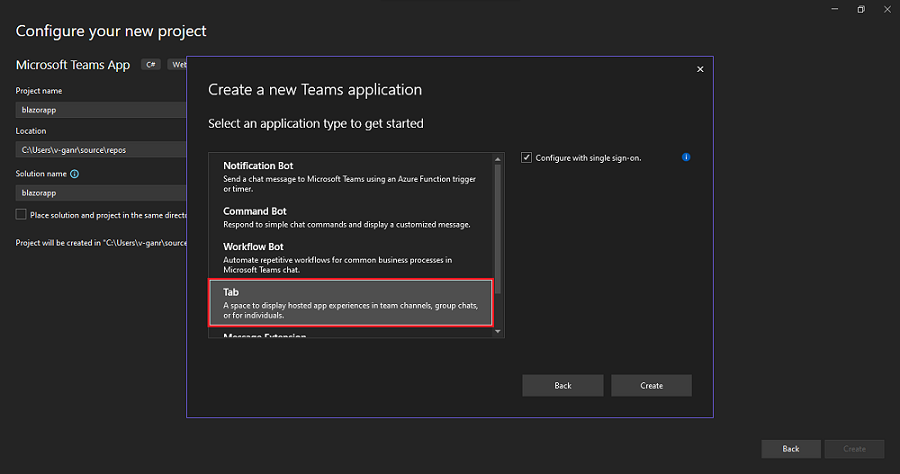 Configure your new project
Microsoft Teams App C# Web
Project name
blazorapp
Location
C:\Users\v-ganr\source\repos
Solution name
blazorapp
Place solution and project in the same directo
Project will be created in "C:\Users\v-ganr\source
Create a new Teams application
Select an application type to get started
Notification Bot
Send a chat message to Microsoft Teams using an Azure Function trigger
or timer.
Command Bot
Respond to simple chat commands and display a customized message.
Workflow Bot
Automate repetitive workflows for common business processes in
Microsoft Teams chat.
Tab
A space to display hosted app experiences in team channels, group chats,
or for individuals.
Message Extension
Configure with single sign-on.
Back
Create
Back
Create